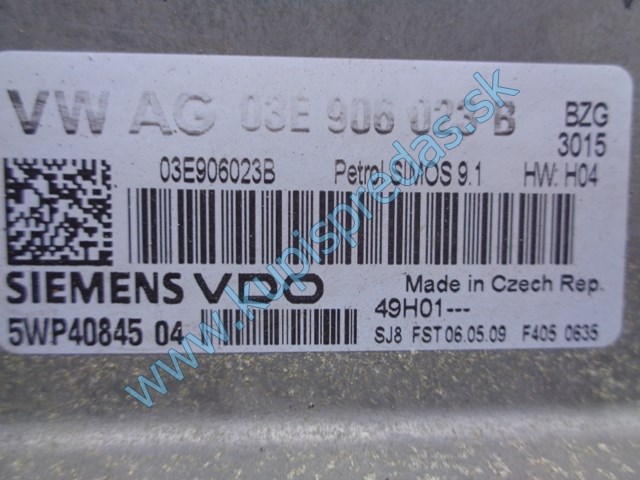 VW AG 03E 906 023 B
BZG
3015
03E906023B Petrol SIMOS 9.1 HW: H04
SIEMENS VDO
Made in Czech Rep.
49H01---
5WP40845 04
SJ8 FST 06.05.09 F405 0635
www.kupispredas.sk